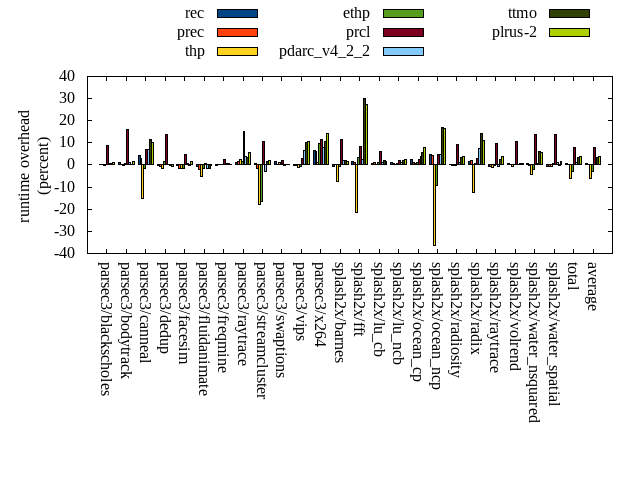 rec ethp ttmo
prec prcl plrus-2
thp pdarc_v4_2_2
runtime overhead
(percent)
40
30
20
10
0
-10
-20
-30
-40
parsec3/blackscholes
parsec3/bodytrack
parsec3/canneal
parsec3/dedup
parsec3/facesim
parsec3/fluidanimate
parsec3/freqmine
parsec3/raytrace
parsec3/streamcluster
parsec3/swaptions
parsec3/vips
parsec3/x264
splash2x/barnes
splash2x/fft
splash2x/lu_cb
splash2x/lu_ncb
splash2x/ocean_cp
splash2x/ocean_ncp
splash2x/radiosity
splash2x/radix
splash2x/raytrace
splash2x/volrend
splash2x/water_nsquared
splash2x/water_spatial
total
average